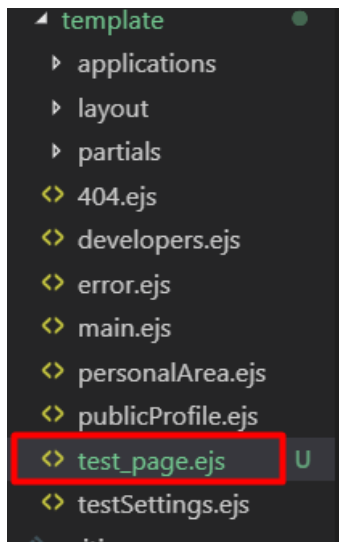 template
applications
layout
partials
404.ejs
developers.ejs
error.ejs
main.ejs
personalArea.ejs
publicProfile.ejs
test_page.ejs U
testSettings.ejs